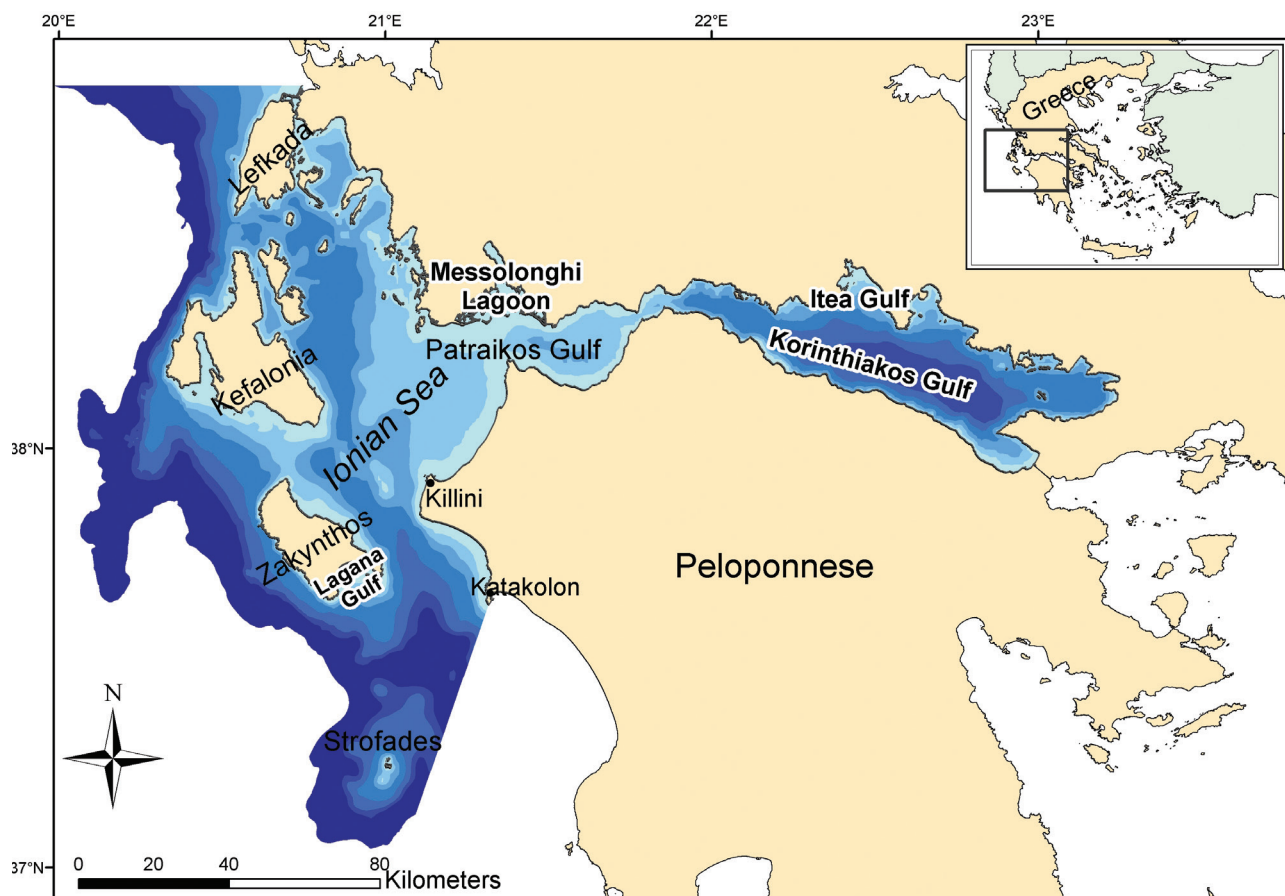 20°E
21°E
22°E
23°E
Greece
Lefkada
Messolonghi
Lagoon
Itea Gulf
Patraikos Gulf
Korinthiakos Gulf
Kefalonia
Ionian Sea
38°N
Killini
Zakynthos
Lagana
Gulf
Peloponnese
Katakolon
N
Strofades
37°N
0 20 40 80
Kilometers